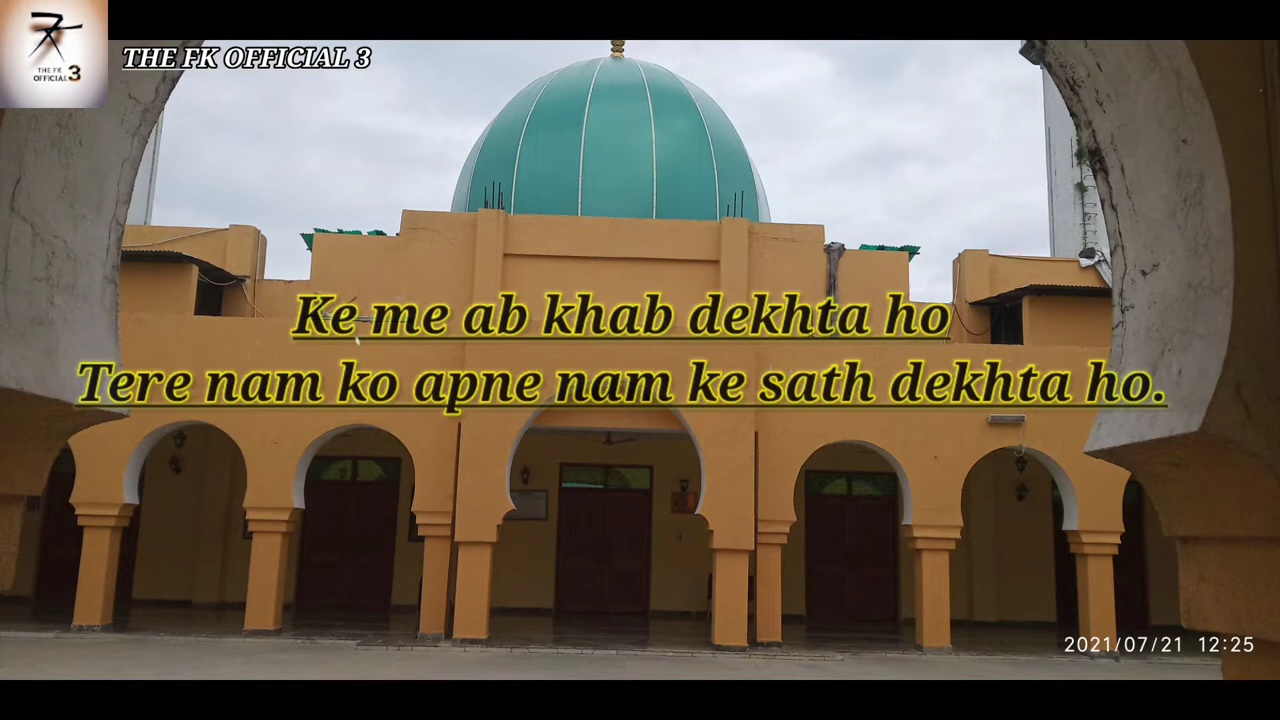 THE FK
OFFICIAL 3
THE FK OFFICIAL 3
Ke me ab khab dekhta ho
Tere nam ko apne nam ke sath dekhta ho.
2021/07/21 12:25